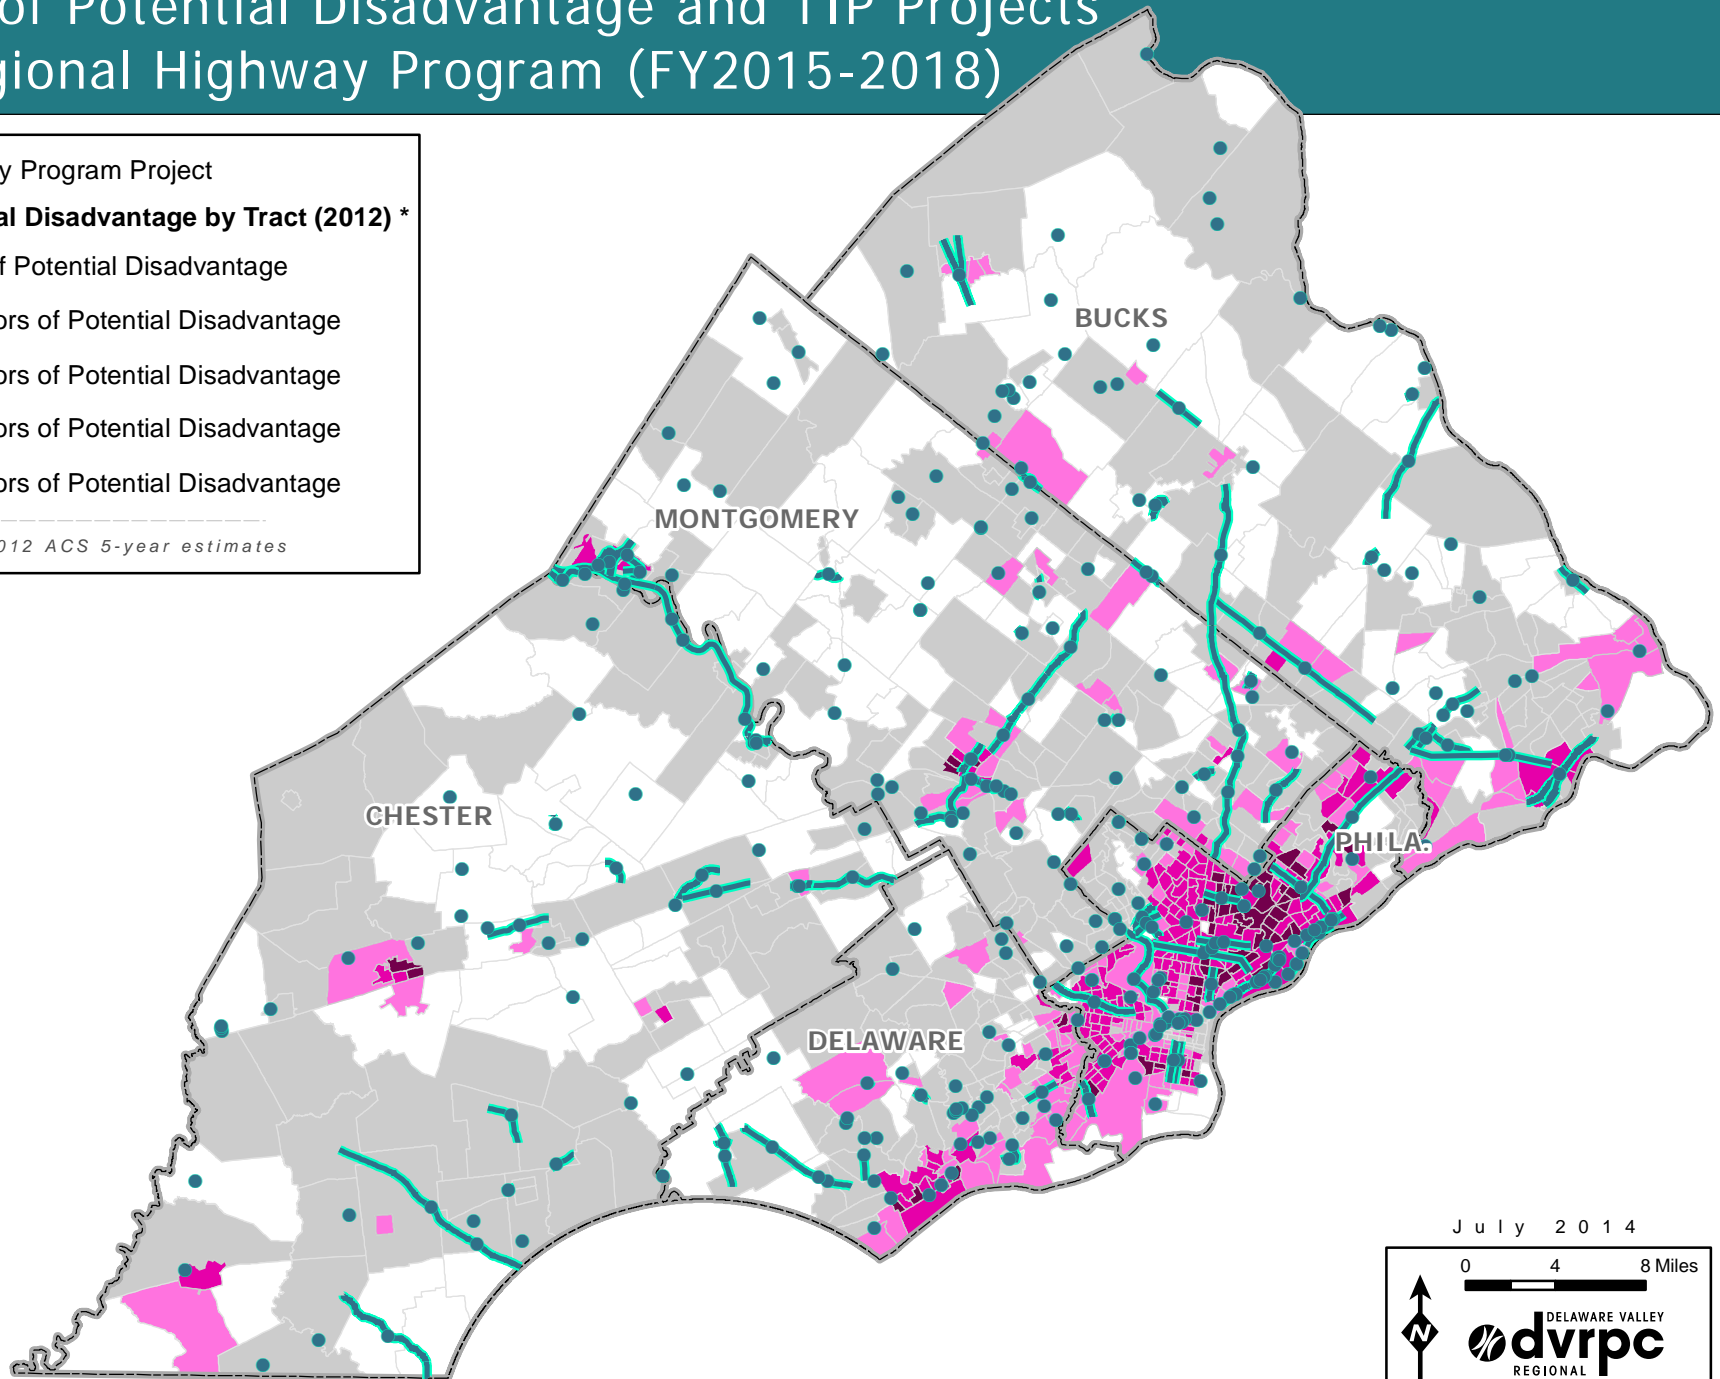 of Potential Disadvantage and TIP Projects
gional Highway Program (FY2015-2018)
y Program Project
al Disadvantage by Tract (2012) *
f Potential Disadvantage
ors of Potential Disadvantage
ors of Potential Disadvantage
ors of Potential Disadvantage
ors of Potential Disadvantage
012 ACS 5-year estimates
BUCKS
MONTGOMERY
CHESTER
PHILA.
DELAWARE
July 2014
0 4 8 Miles
N
DELAWARE VALLEY
dvrpc
REGIONAL